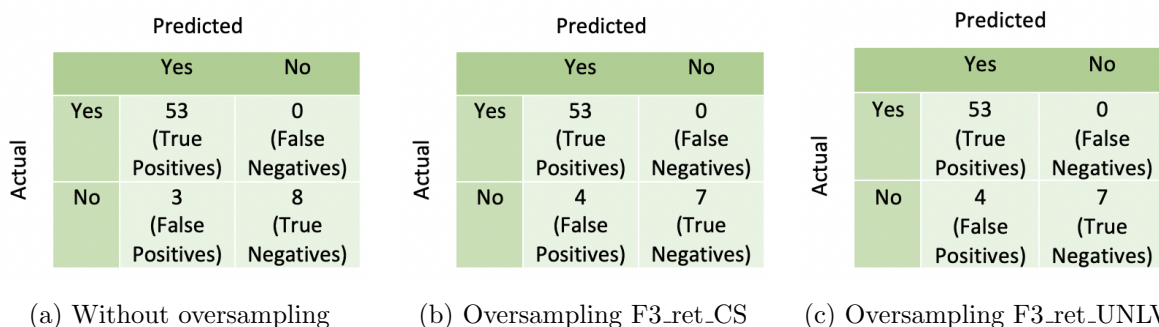 Predicted
Yes No
Actual
Yes 53 (True Positives) 0 (False Negatives)
No 3 (False Positives) 8 (True Negatives)
(a) Without oversampling
Predicted
Yes No
Actual
Yes 53 (True Positives) 0 (False Negatives)
No 4 (False Positives) 7 (True Negatives)
(b) Oversampling F3_ret_CS
Predicted
Yes No
Actual
Yes 53 (True Positives) 0 (False Negatives)
No 4 (False Positives) 7 (True Negatives)
(c) Oversampling F3_ret_UNLV